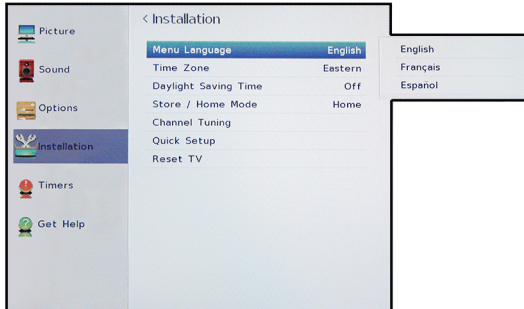 Picture
Sound
Options
Installation
Timers
Get Help
< Installation
Menu Language English
Time Zone Eastern
Daylight Saving Time Off
Store / Home Mode Home
Channel Tuning
Quick Setup
Reset TV
English
Français
Español